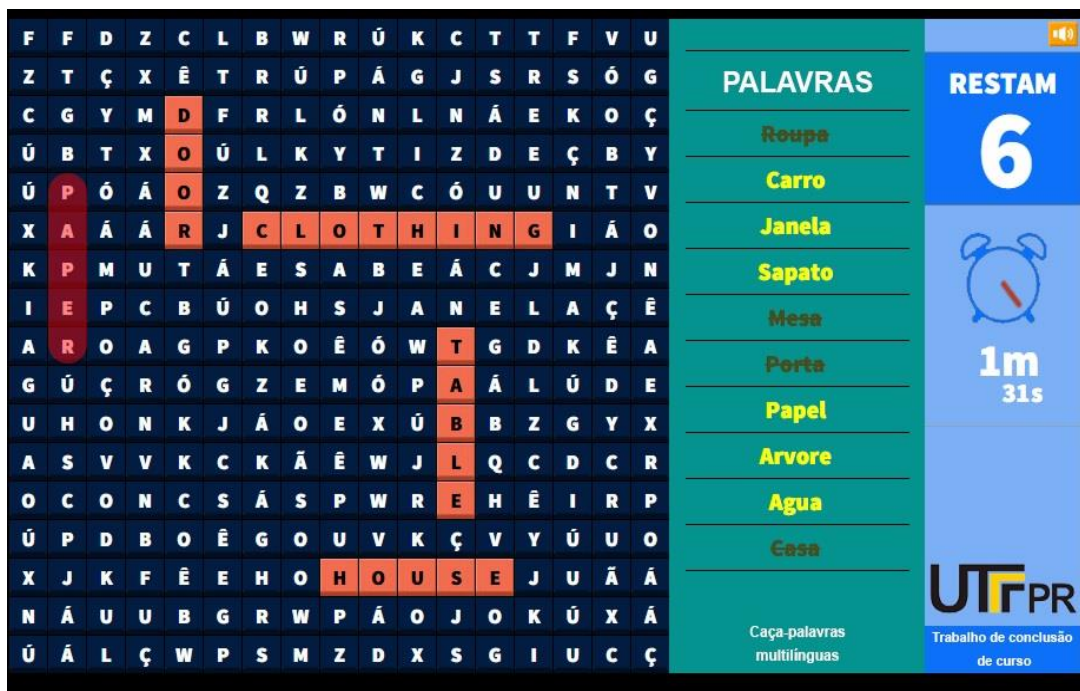 F F D Z C L B W R Ú K C T T F V U
Z T Ç X Ê T R Ú P Á G J S R S Ó G
C G Y M D F R L Ó N L N Á E K O Ç
Ú B T X O Ú L K Y T I Z D E Ç B Y
Ú P Ó Á O Z Q Z B W C Ó U U N T V
X A Á Á R J C L O T H I N G I Á O
K P M U T Á E S A B E Á C J M J N
I E P C B Ú O H S J A N E L A Ç Ê
A R O A G P K O Ê Ó W T G D K Ê A
G Ú Ç R Ó G Z E M Ó P A Á L Ú D E
U H O N K J Á O E X Ú B B Z G Y X
A S V V K C K Ã Ê W J L Q C D C R
O C O N C S Á S P W R E H Ê I R P
Ú P D B O Ê G O U V K Ç V Y Ú U O
X J K F Ê E H O H O U S E J U Ã Á
N Á U U B G R W P Á O J O K Ú X Á
Ú Á L Ç W P S M Z D X S G I U C Ç
PALAVRAS
Roupa
Carro
Janela
Sapato
Mesa
Porta
Papel
Arvore
Agua
Casa
Caça-palavras
multilínguas
RESTAM
6
1m
31s
UTFPR
Trabalho de conclusão
de curso